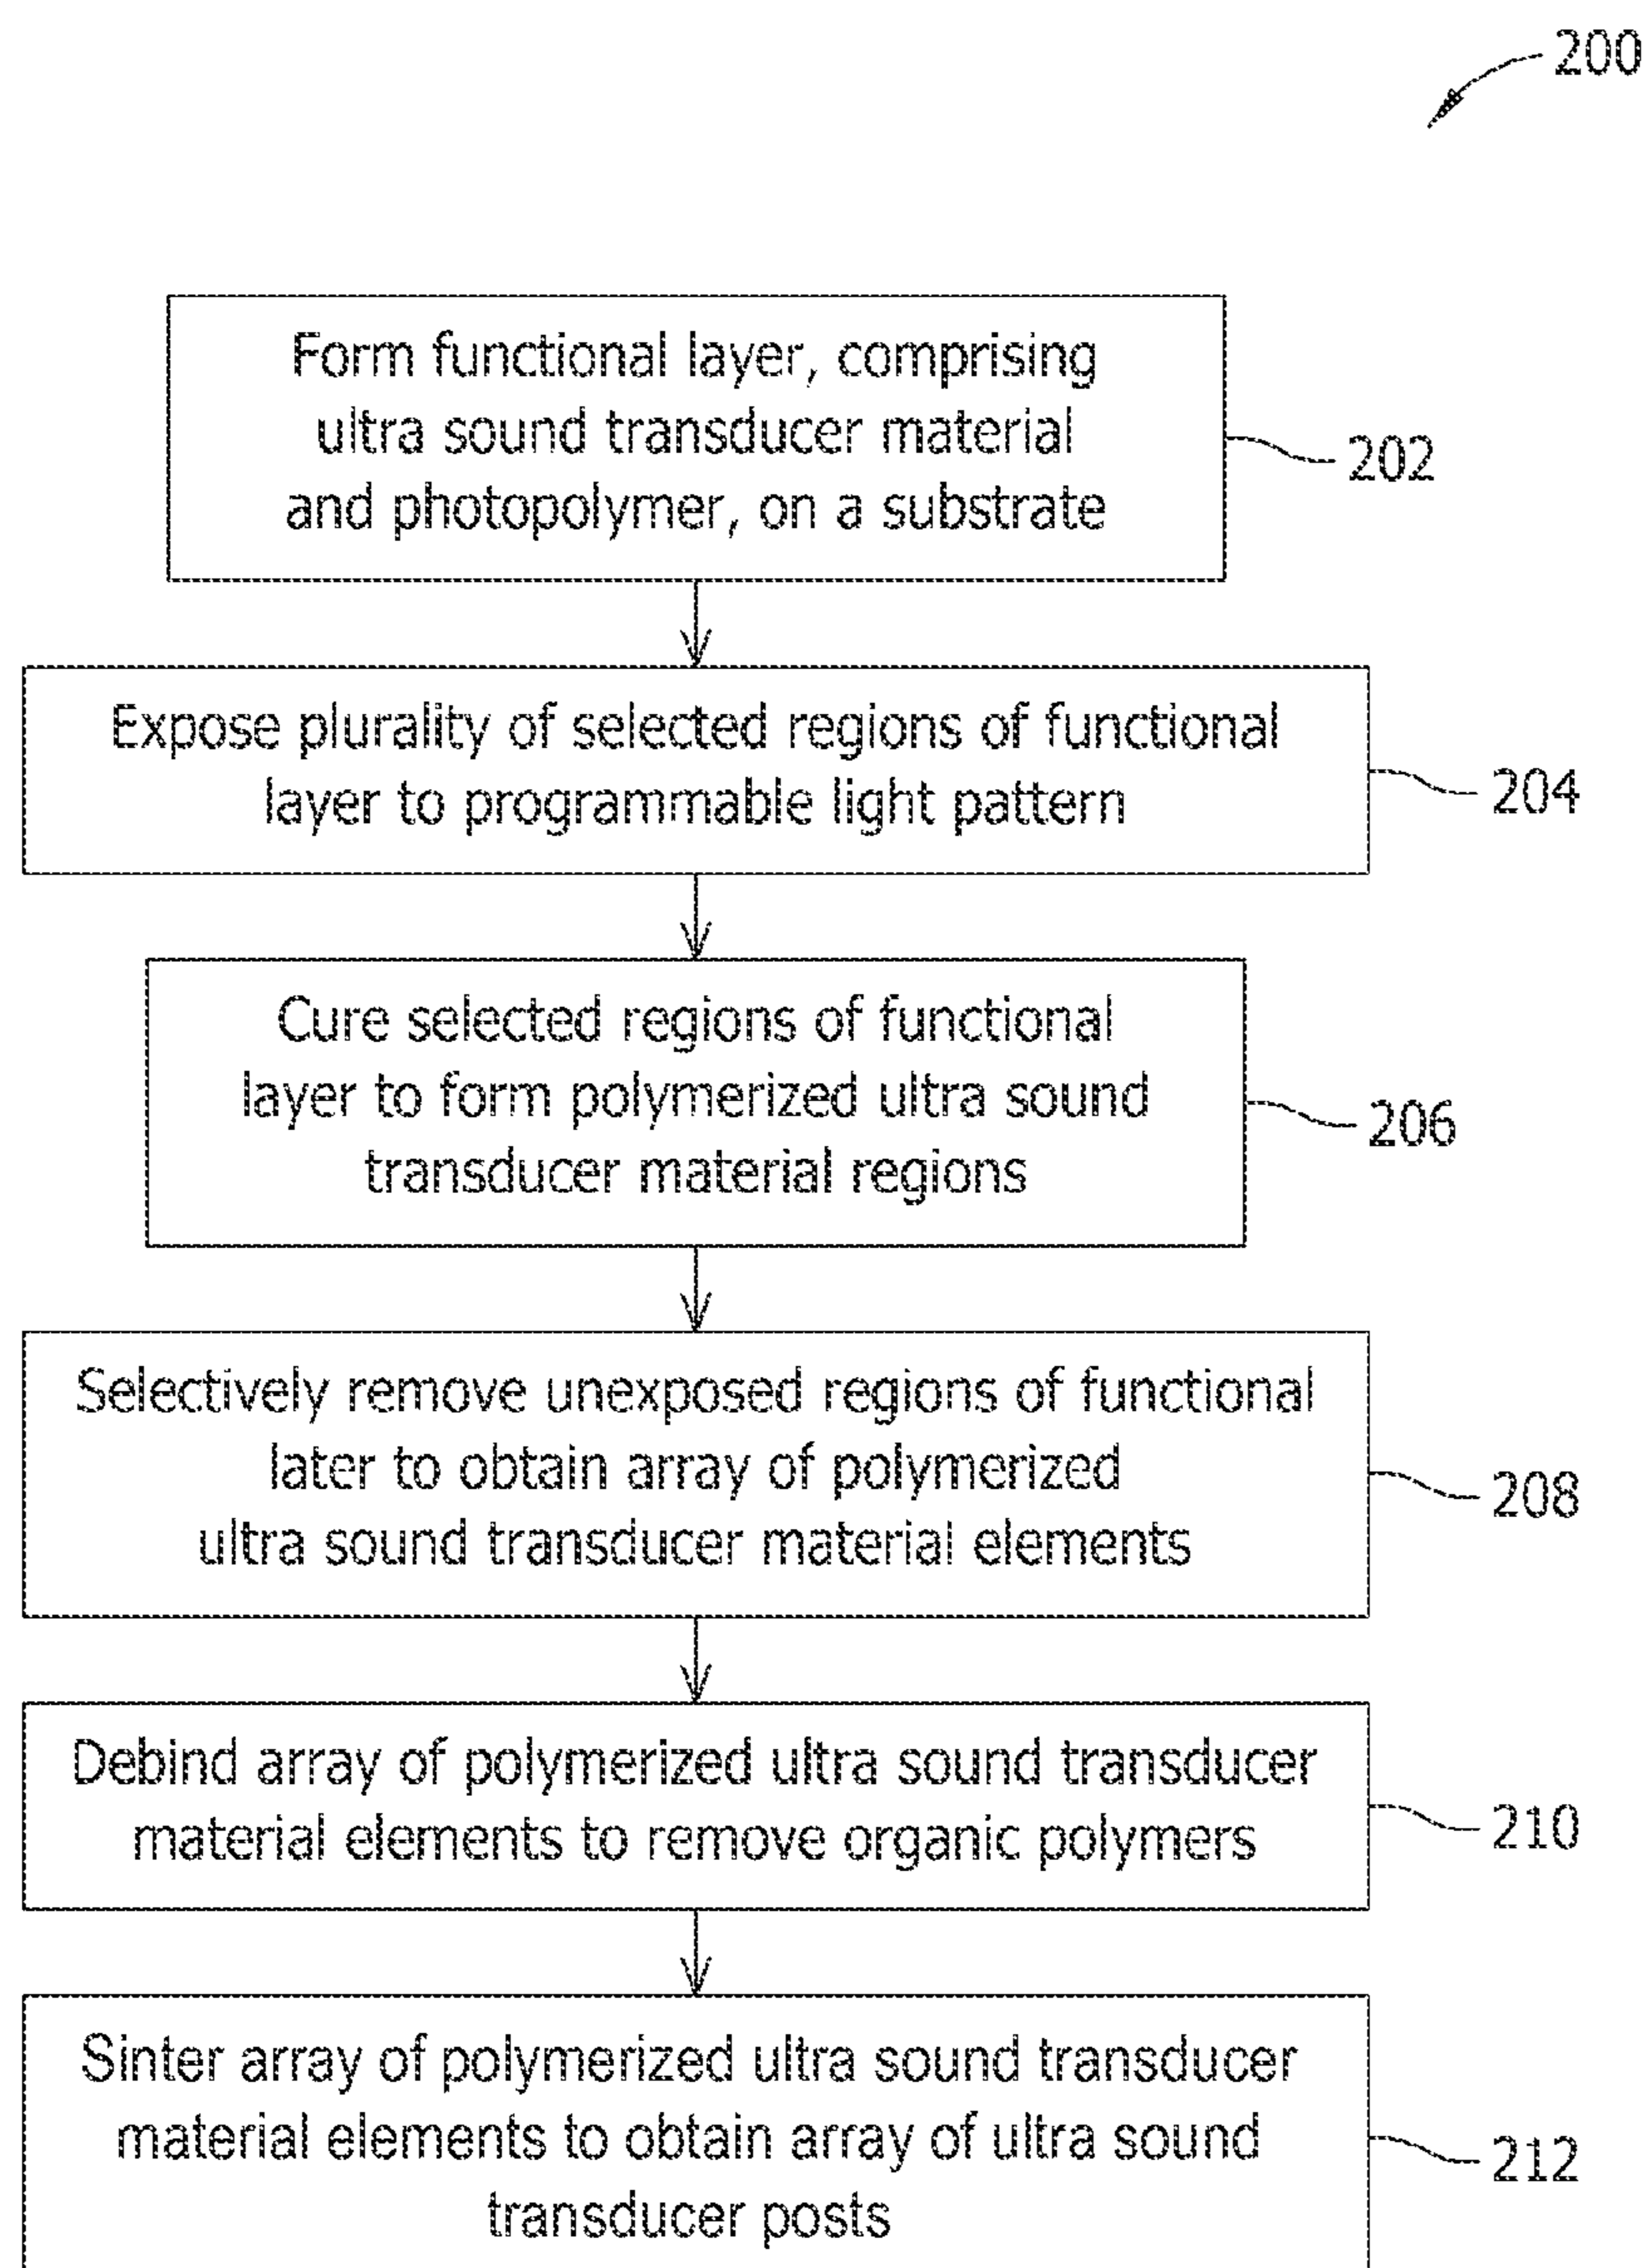 200
Form functional layer, comprising
ultra sound transducer material
and photopolymer, on a substrate
202
Expose plurality of selected regions of functional
layer to programmable light pattern
204
Cure selected regions of functional
layer to form polymerized ultra sound
transducer material regions
206
Selectively remove unexposed regions of functional
later to obtain array of polymerized
ultra sound transducer material elements
208
Debind array of polymerized ultra sound transducer
material elements to remove organic polymers
210
Sinter array of polymerized ultra sound transducer
material elements to obtain array of ultra sound
transducer posts
212